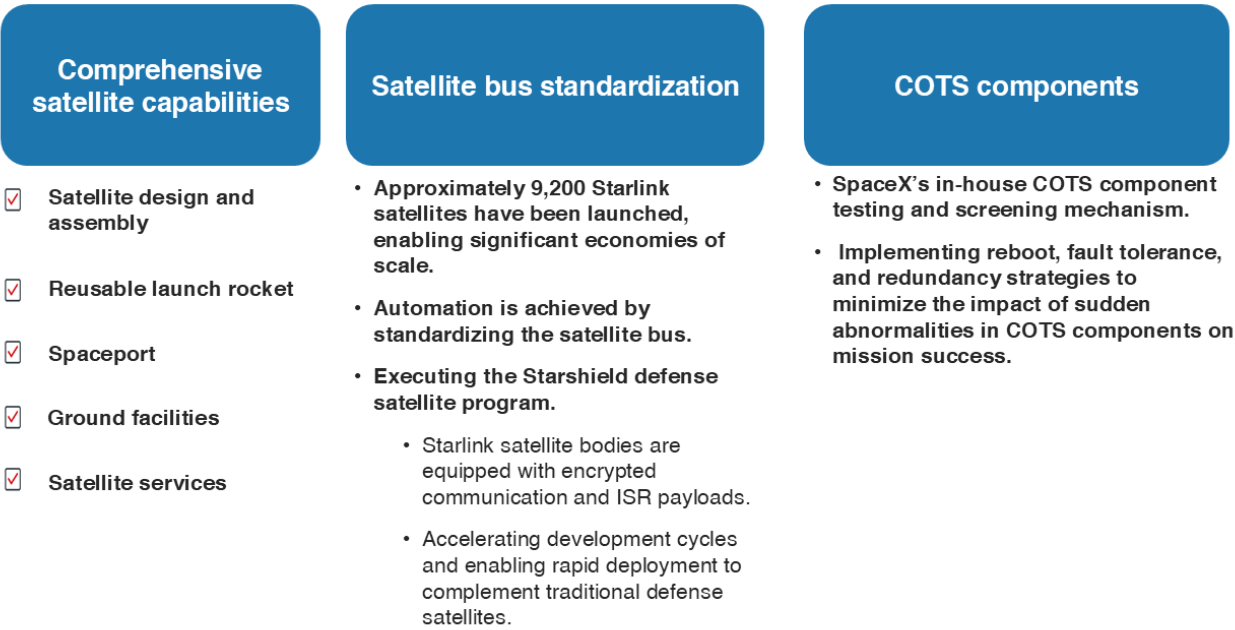 Comprehensive
satellite capabilities
Satellite design and
assembly
Reusable launch rocket
Spaceport
Ground facilities
Satellite services
Satellite bus standardization
• Approximately 9,200 Starlink
satellites have been launched,
enabling significant economies of
scale.
• Automation is achieved by
standardizing the satellite bus.
• Executing the Starshield defense
satellite program.
• Starlink satellite bodies are
equipped with encrypted
communication and ISR payloads.
• Accelerating development cycles
and enabling rapid deployment to
complement traditional defense
satellites.
COTS components
• SpaceX’s in-house COTS component
testing and screening mechanism.
• Implementing reboot, fault tolerance,
and redundancy strategies to
minimize the impact of sudden
abnormalities in COTS components on
mission success.